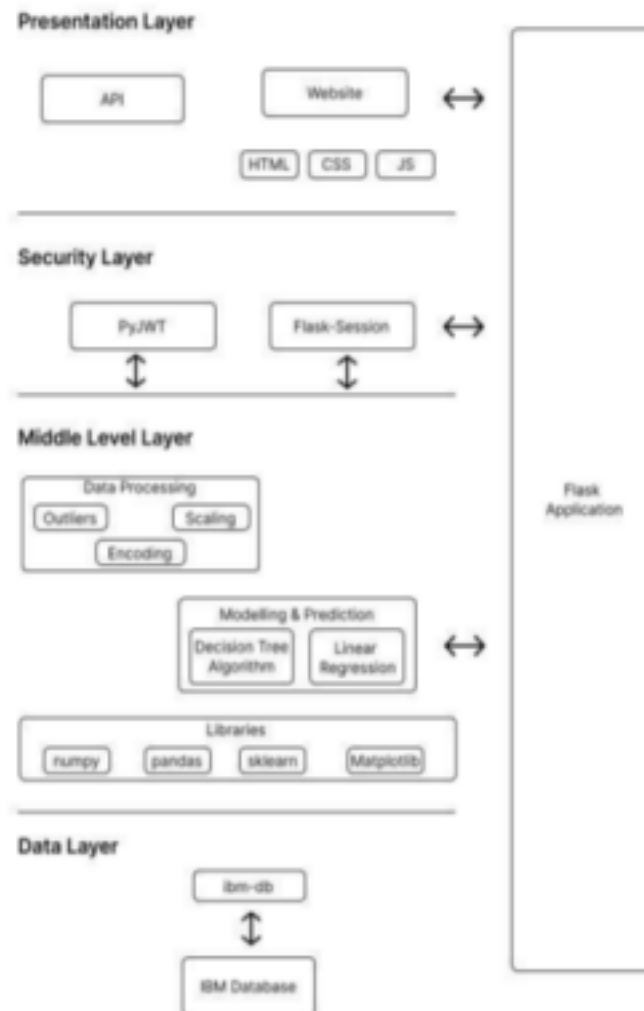 Presentation Layer
API
Website
HTML
CSS
JS
Security Layer
PyJWT
Flask-Session
Middle Level Layer
Data Processing
Outliers
Scaling
Encoding
Modelling & Prediction
Decision Tree
Algorithm
Linear
Regression
Libraries
numpy
pandas
sklearn
Matplotlib
Data Layer
ibm-db
IBM Database
Flask
Application